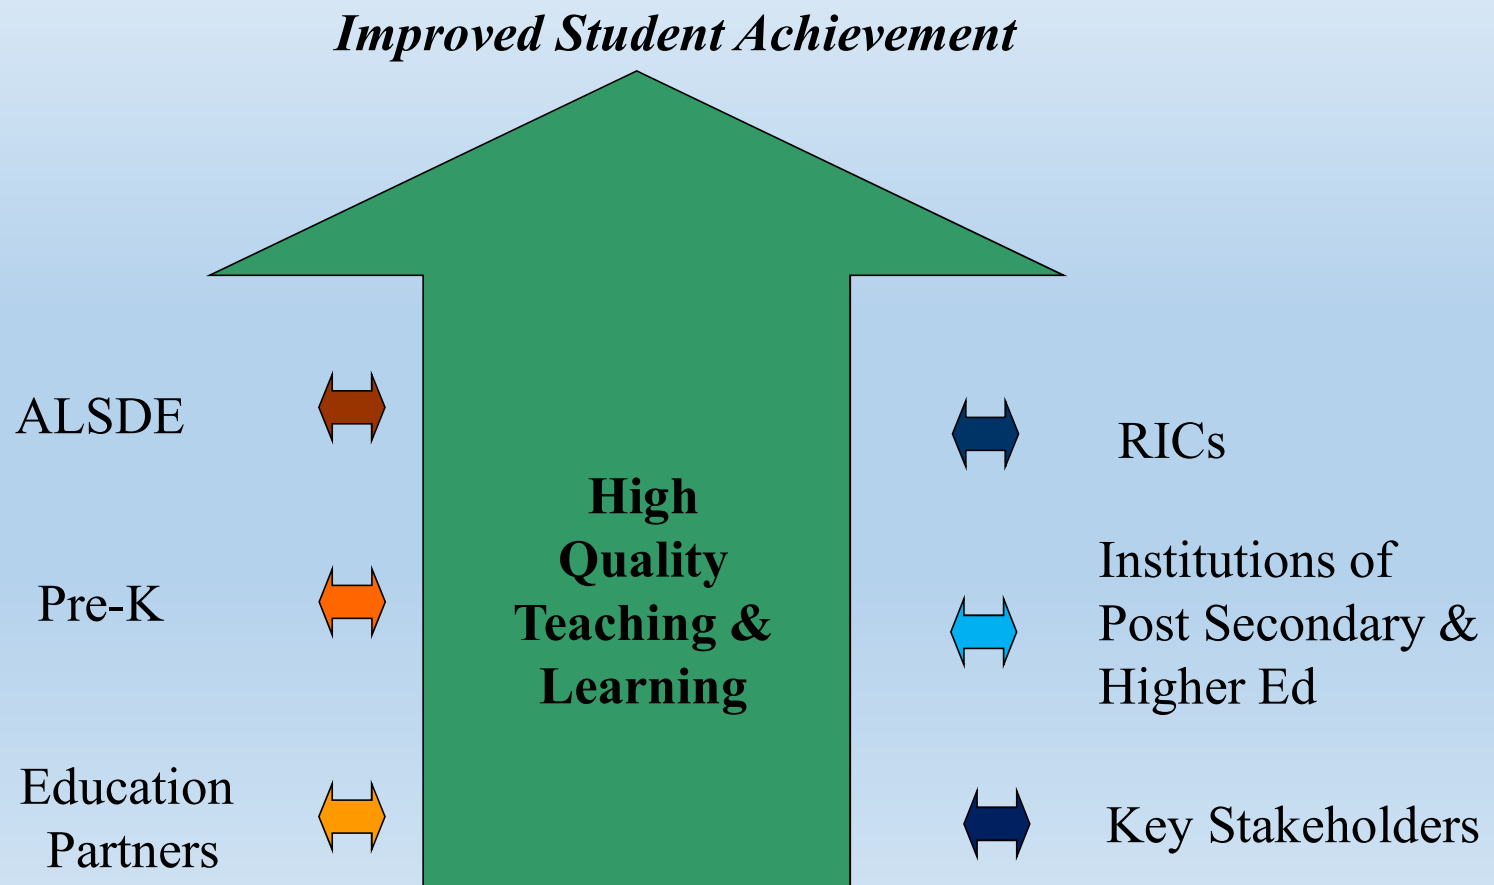 Improved Student Achievement
ALSDE
Pre-K
Education
Partners
High
Quality
Teaching &
Learning
RICs
Institutions of
Post Secondary &
Higher Ed
Key Stakeholders